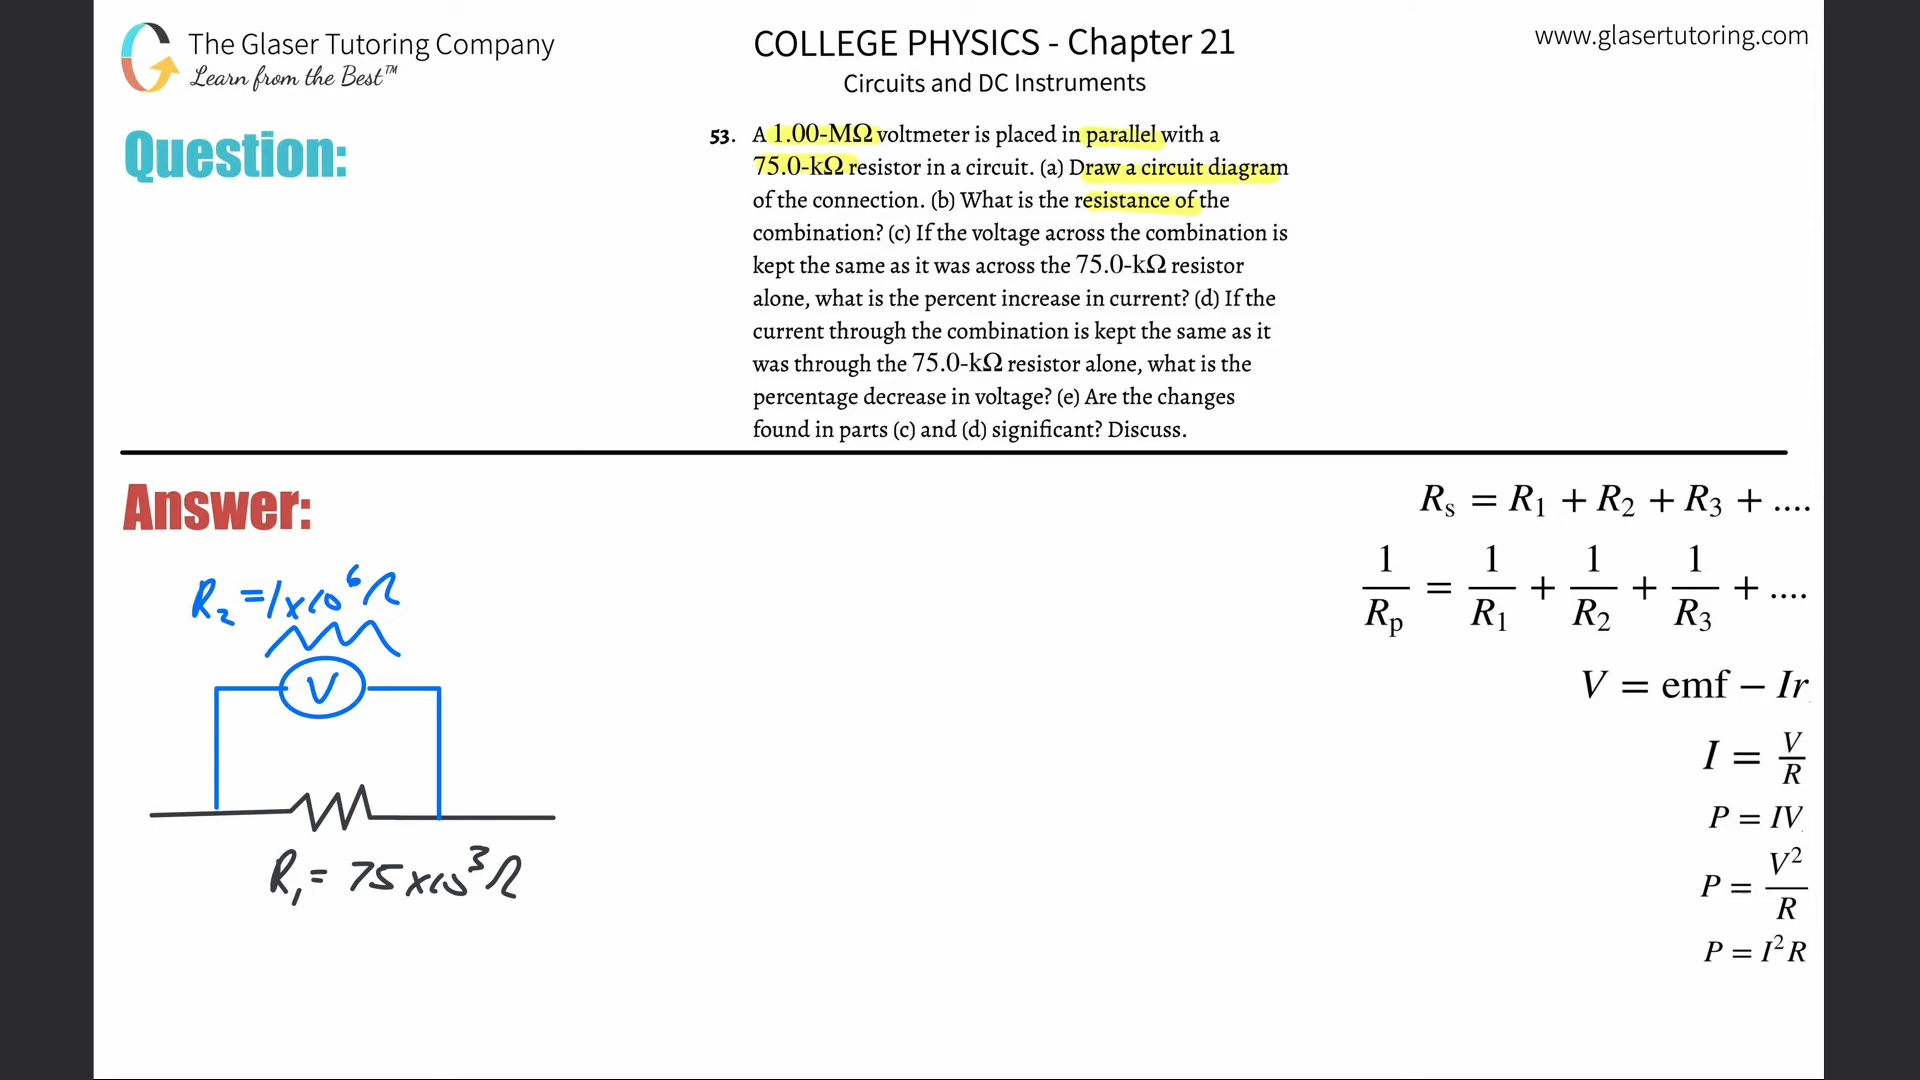 The Glaser Tutoring Company
Learn from the Best™
COLLEGE PHYSICS - Chapter 21
Circuits and DC Instruments
www.glasertutoring.com
Question:
53. A 1.00-MΩ voltmeter is placed in parallel with a
75.0-kΩ resistor in a circuit. (a) Draw a circuit diagram
of the connection. (b) What is the resistance of the
combination? (c) If the voltage across the combination is
kept the same as it was across the 75.0-kΩ resistor
alone, what is the percent increase in current? (d) If the
current through the combination is kept the same as it
was through the 75.0-kΩ resistor alone, what is the
percentage decrease in voltage? (e) Are the changes
found in parts (c) and (d) significant? Discuss.
Answer:
R₂ = 1x10⁶Ω
V
R₁ = 75x10³Ω
Rₛ = R₁ + R₂ + R₃ + ....
1/Rₚ = 1/R₁ + 1/R₂ + 1/R₃ + ....
V = emf − Ir
I = V/R
P = IV
P = V²/R
P = I²R